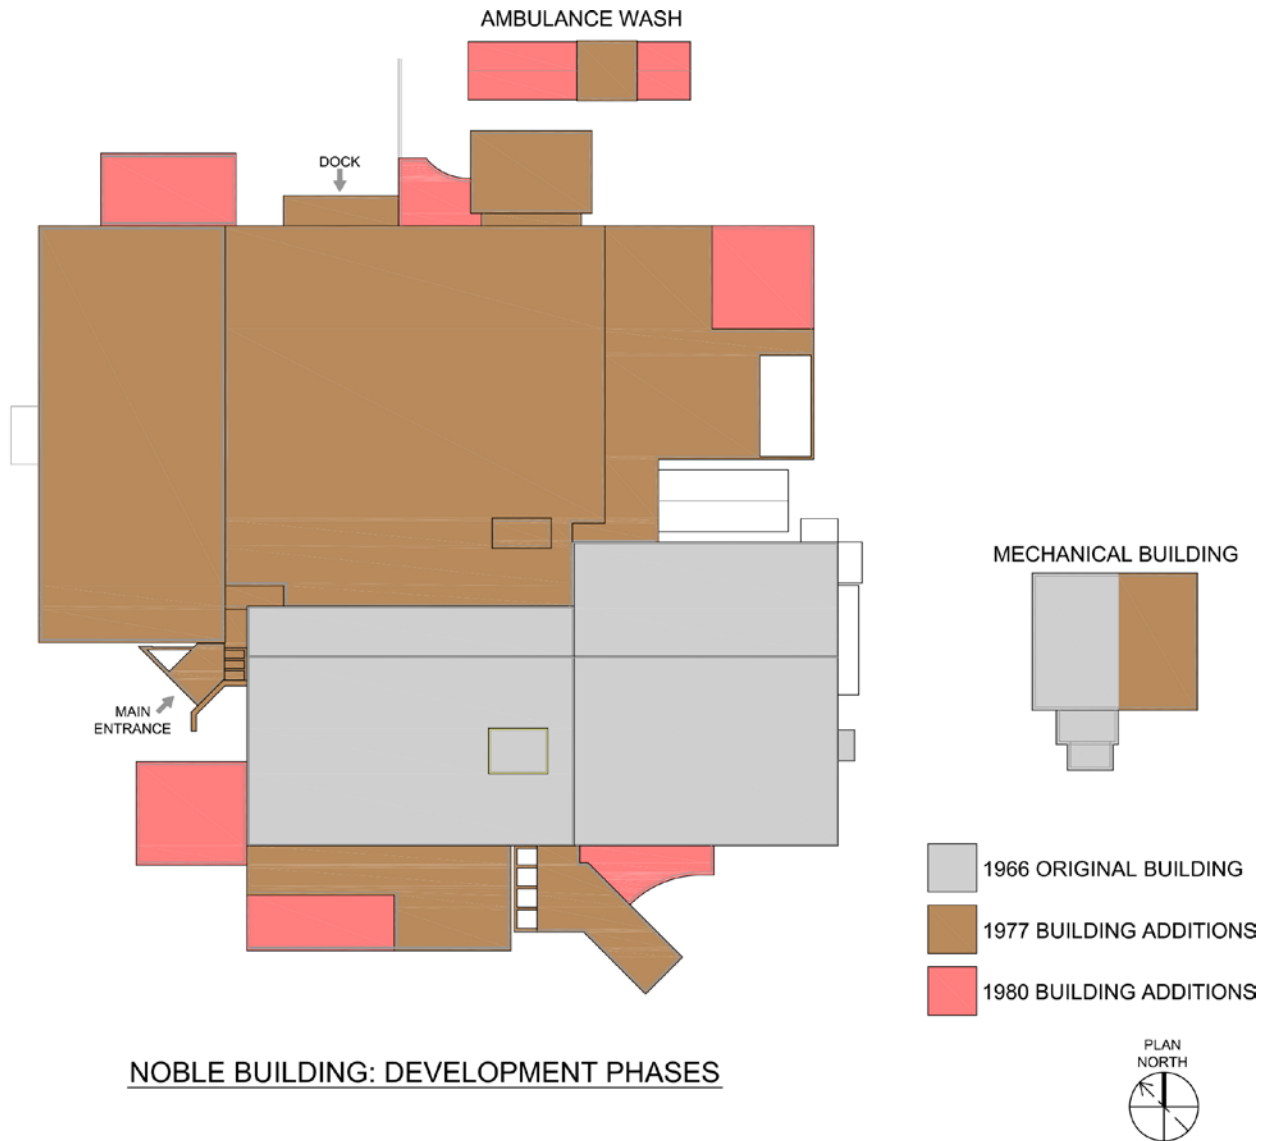 AMBULANCE WASH
DOCK
MECHANICAL BUILDING
MAIN
ENTRANCE
1966 ORIGINAL BUILDING
1977 BUILDING ADDITIONS
1980 BUILDING ADDITIONS
PLAN
NORTH
NOBLE BUILDING: DEVELOPMENT PHASES